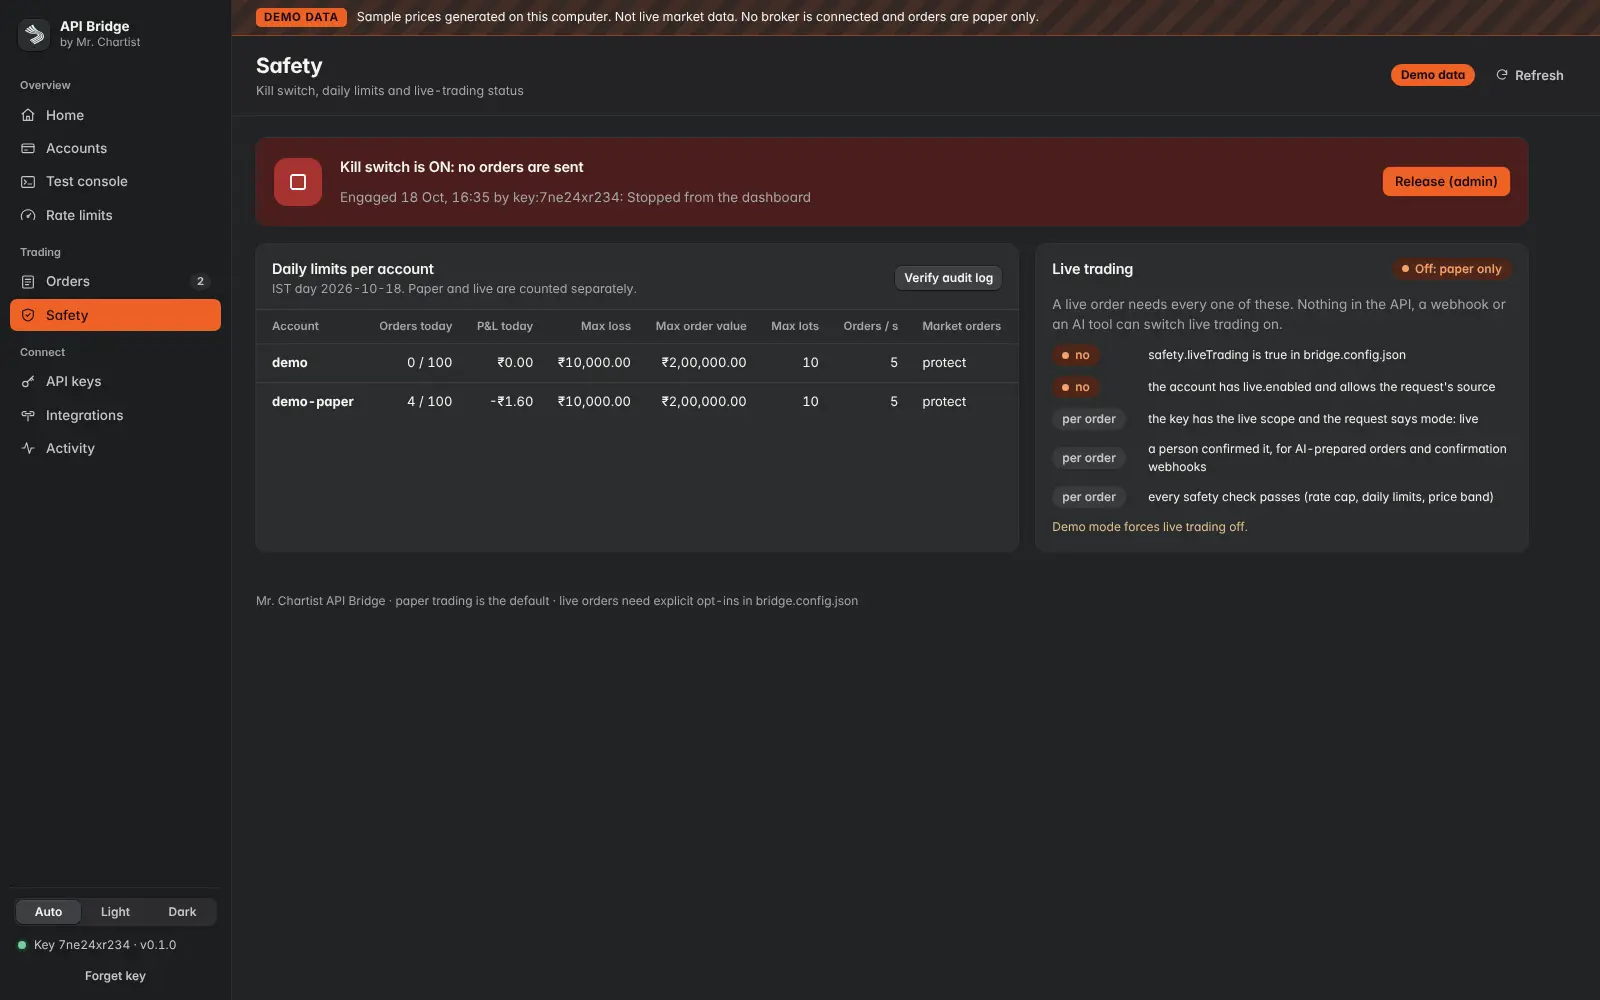 API Bridge
by Mr. Chartist
Overview
Home
Accounts
Test console
Rate limits
Trading
Orders 2
Safety
Connect
API keys
Integrations
Activity
Auto Light Dark
Key 7ne24xr234 · v0.1.0
Forget key
DEMO DATA Sample prices generated on this computer. Not live market data. No broker is connected and orders are paper only.
Safety
Kill switch, daily limits and live-trading status
Demo data
Refresh
Kill switch is ON: no orders are sent
Engaged 18 Oct, 16:35 by key:7ne24xr234: Stopped from the dashboard
Release (admin)
Daily limits per account
IST day 2026-10-18. Paper and live are counted separately.
Verify audit log
Account Orders today P&L today Max loss Max order value Max lots Orders / s Market orders
demo 0 / 100 ₹0.00 ₹10,000.00 ₹2,00,000.00 10 5 protect
demo-paper 4 / 100 -₹1.60 ₹10,000.00 ₹2,00,000.00 10 5 protect
Live trading
Off: paper only
A live order needs every one of these. Nothing in the API, a webhook or
an AI tool can switch live trading on.
no safety.liveTrading is true in bridge.config.json
no the account has live.enabled and allows the request's source
per order the key has the live scope and the request says mode: live
per order a person confirmed it, for AI-prepared orders and confirmation
webhooks
per order every safety check passes (rate cap, daily limits, price band)
Demo mode forces live trading off.
Mr. Chartist API Bridge · paper trading is the default · live orders need explicit opt-ins in bridge.config.json